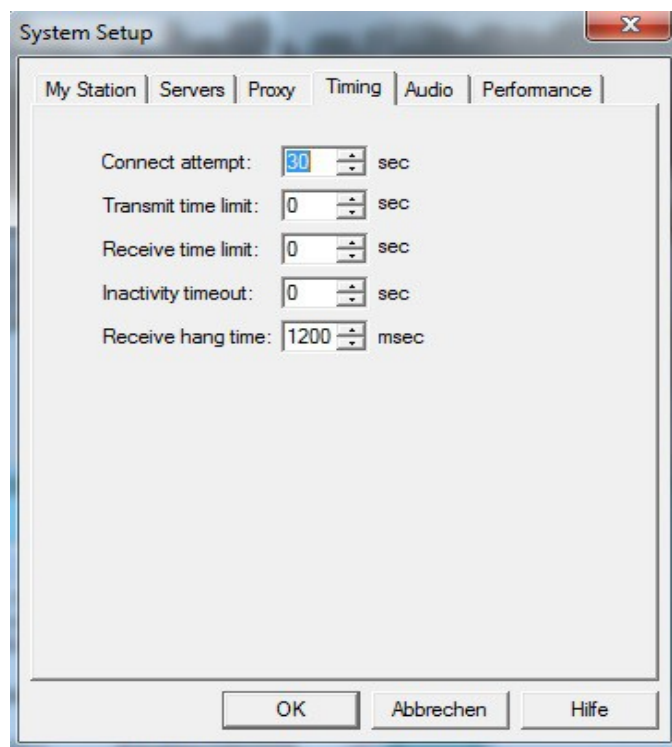 System Setup
My Station Servers Proxy Timing Audio Performance
Connect attempt: 30 sec
Transmit time limit: 0 sec
Receive time limit: 0 sec
Inactivity timeout: 0 sec
Receive hang time: 1200 msec
OK Abbrechen Hilfe